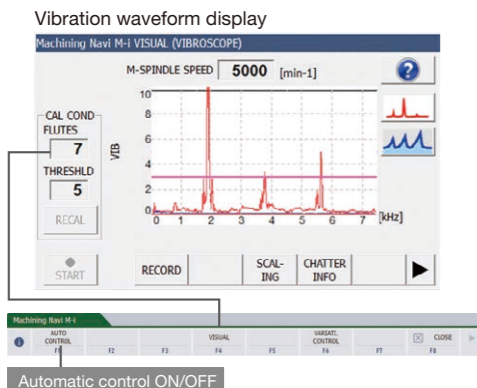 Vibration waveform display
Machining Navi M-i VISUAL (VIBROSCOPE)
M-SPINDLE SPEED 5000 [min-1]
?
CAL COND
FLUTES
7
THRESHLD
5
RECAL
START
VIB
10
8
6
4
2
0
0 1 2 3 4 5 6 7 [kHz]
RECORD
SCAL-
ING
CHATTER
INFO
Machining Navi M-i
AUTO
CONTROL
VISUAL
VARIATI.
CONTROL
CLOSE
F1 F2 F3 F4 F5 F6 F7 F8
Automatic control ON/OFF